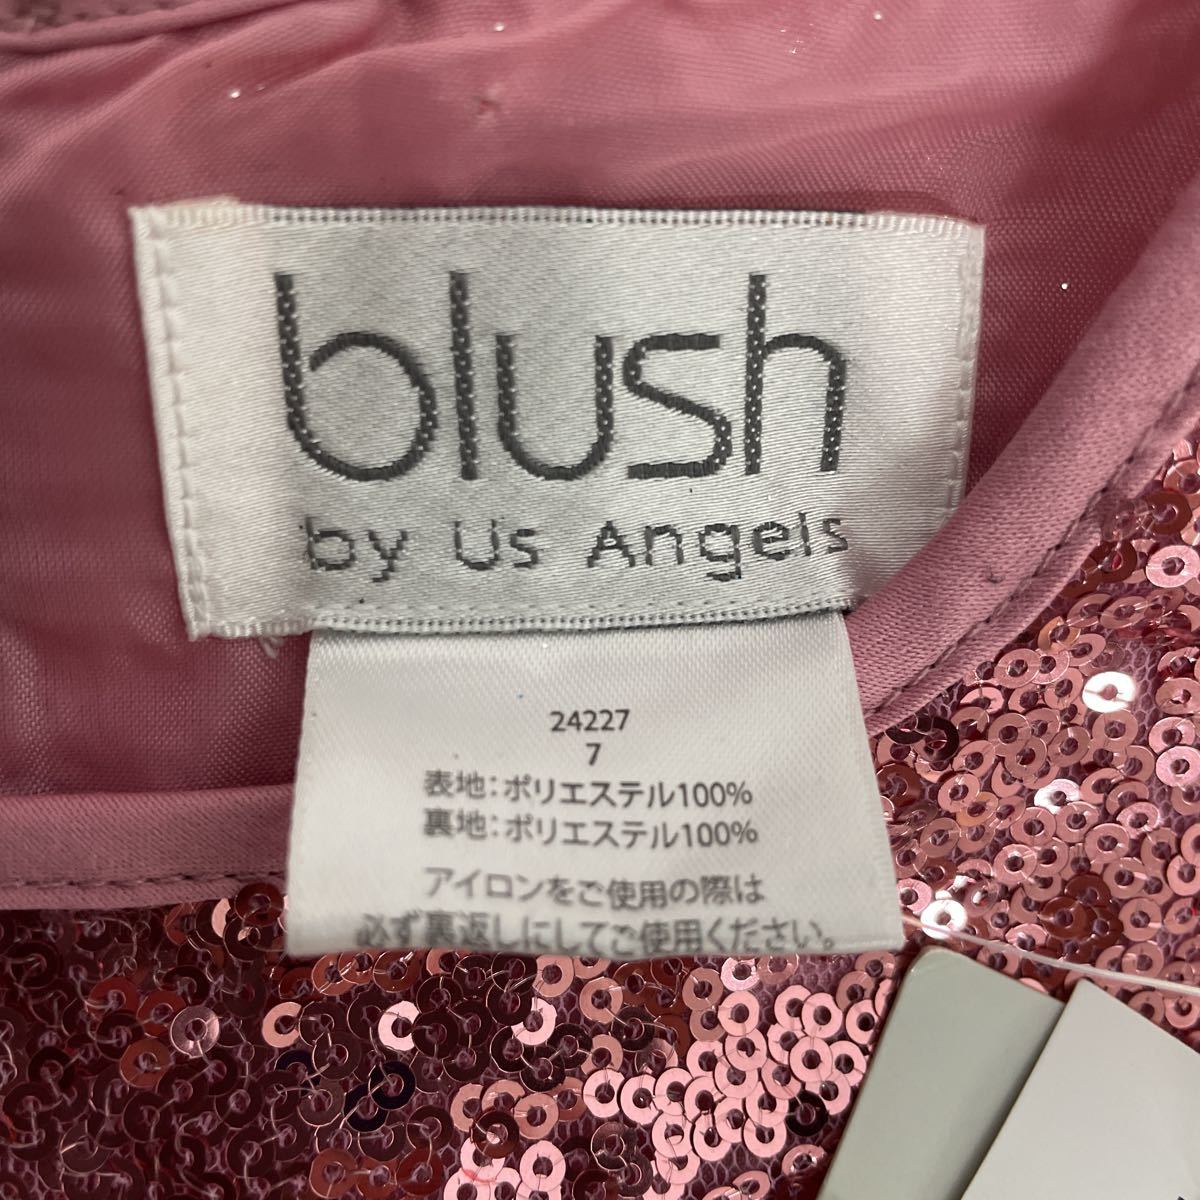 blush
by Us Angels
24227
7
表地：ポリエステル100%
裏地：ポリエステル100%
アイロンをご使用の際は
必ず裏返しにしてご使用ください。